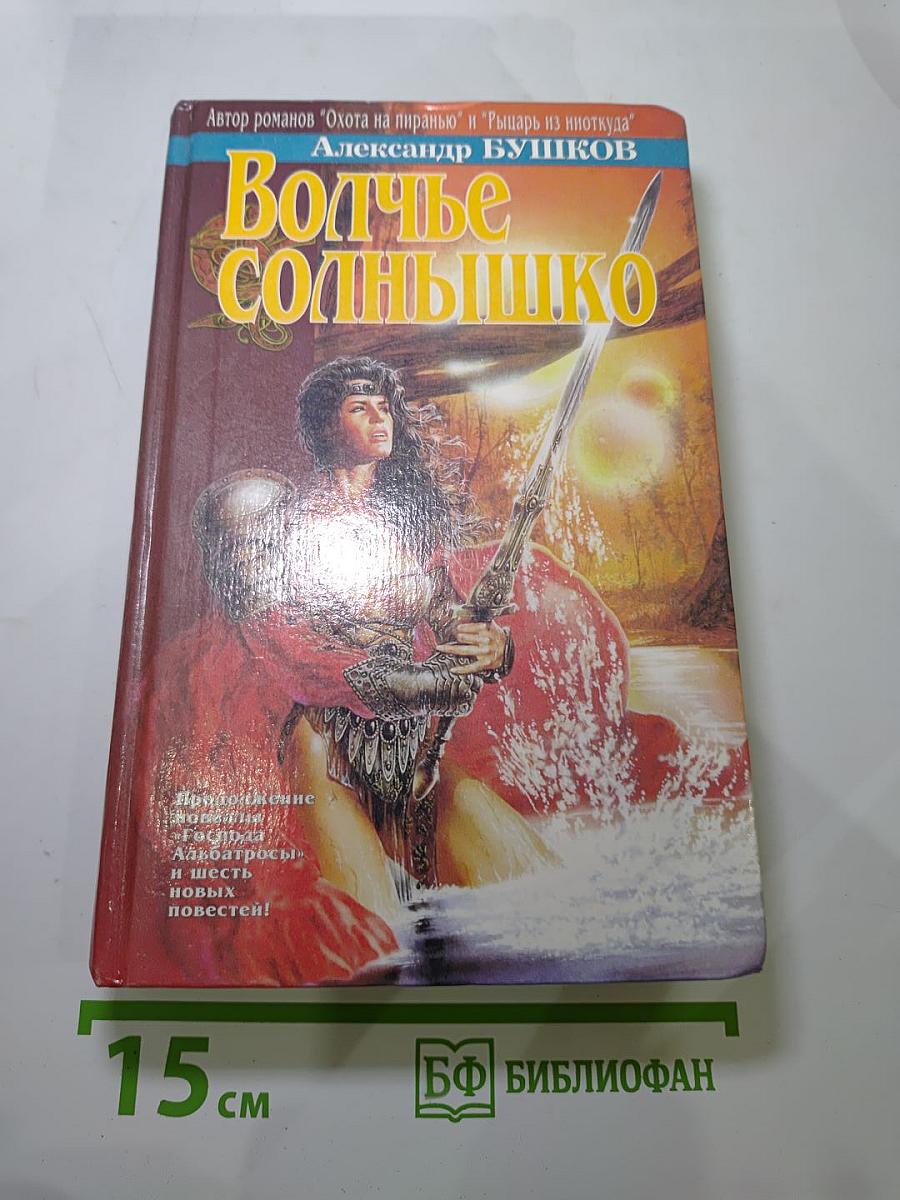 Автор романов "Охота на пиранью" и "Рыцарь из ниоткуда"
Александр БУШКОВ
Волчье
солнышко
Продолжение
новеллы
«Господа
Альбатросы»
и шесть
новых
повестей!
15 см
БФ БИБЛИОФАН